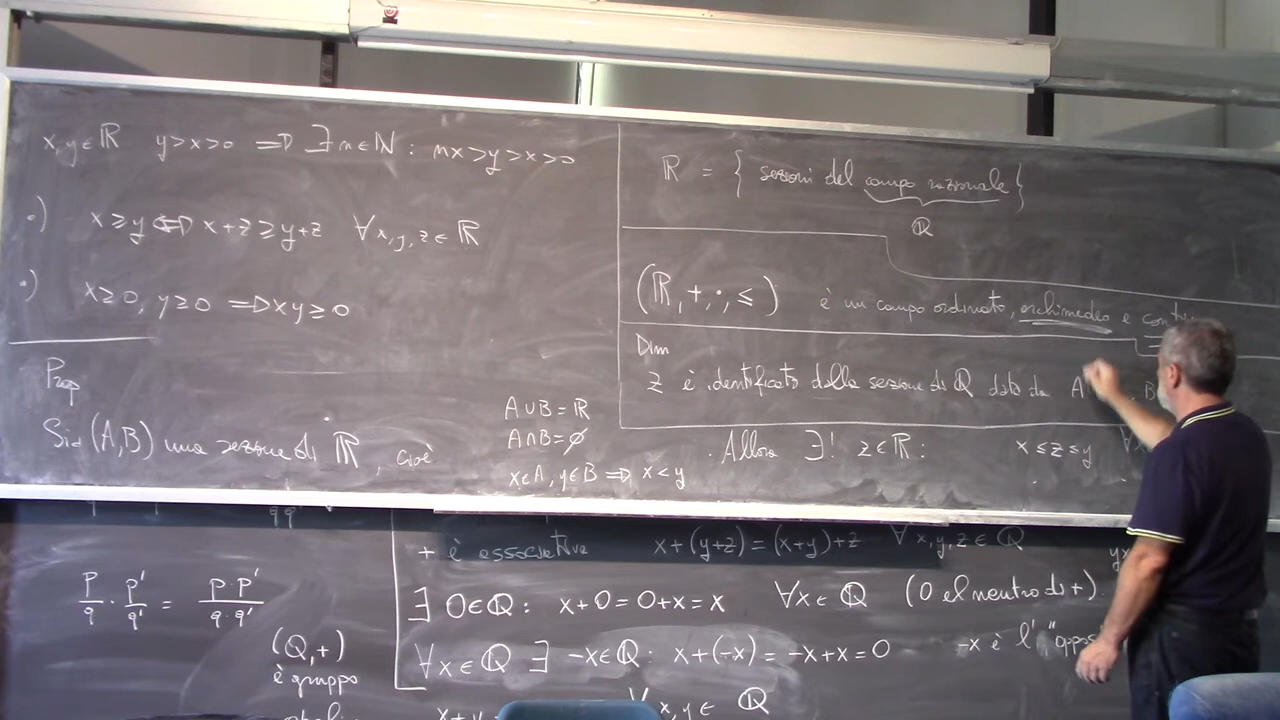 x,y∈ℝ y>x>0 ⇒ ∃n∈ℕ: nx>y>x>0
•) x≥y ⇔ x+z≥y+z ∀x,y,z∈ℝ
•) x≥0, y≥0 ⇒ xy≥0
Prop
Sia (A,B) una sezione di ℝ, cioè
A∪B=ℝ
A∩B=∅
x∈A, y∈B ⇒ x<y
ℝ = { sezioni del campo razionale }
ℚ
(ℝ,+,·,≤) è un campo ordinato, archimedeo e
Dim
z è identificato dalla sezione di ℚ data da A B
. Allora ∃! z∈ℝ: x≤z≤y
p/q · p'/q' = p·p'/q·q'
(ℚ,+)
è gruppo
+ è associativa x+(y+z)=(x+y)+z ∀x,y,z∈ℚ
∃ 0∈ℚ: x+0=0+x=x ∀x∈ℚ (0 el neutro di +).
∀x∈ℚ ∃ -x∈ℚ: x+(-x)=-x+x=0 -x è l'
x,y∈ ℚ